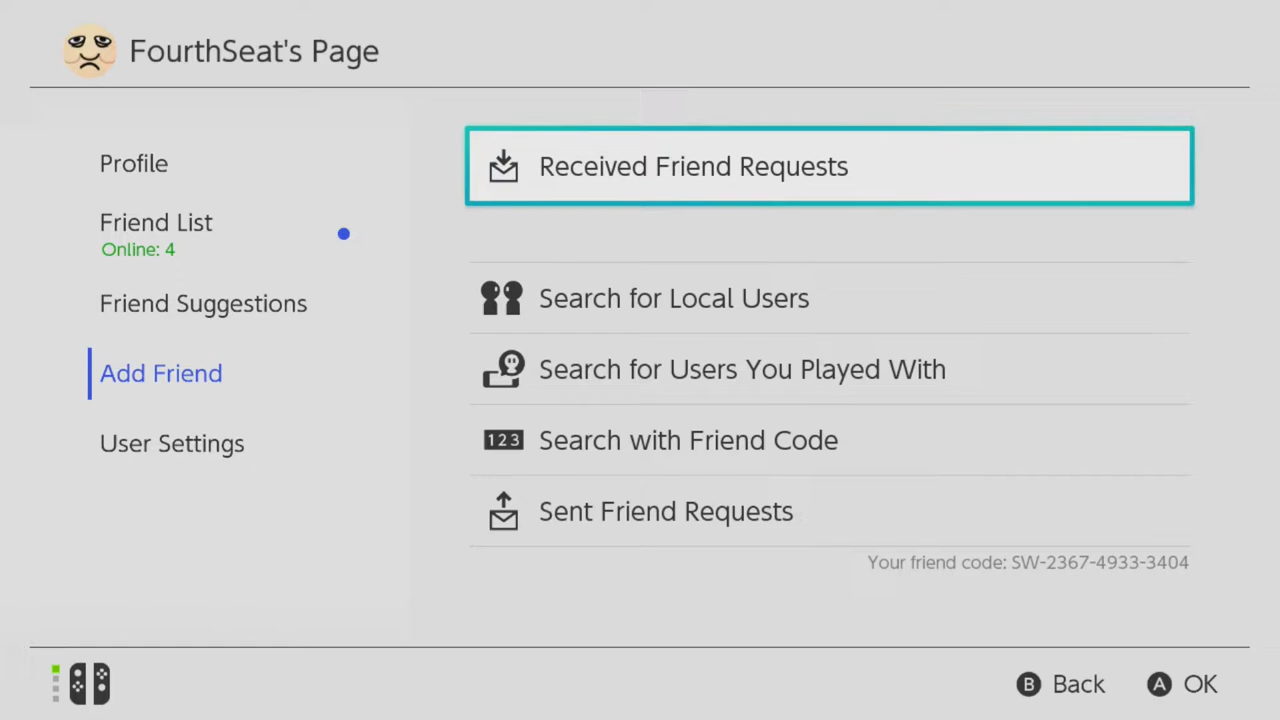 FourthSeat's Page
Profile
Friend List
Online: 4
Friend Suggestions
Add Friend
User Settings
Received Friend Requests
Search for Local Users
Search for Users You Played With
123 Search with Friend Code
Sent Friend Requests
Your friend code: SW-2367-4933-3404
B Back
A OK